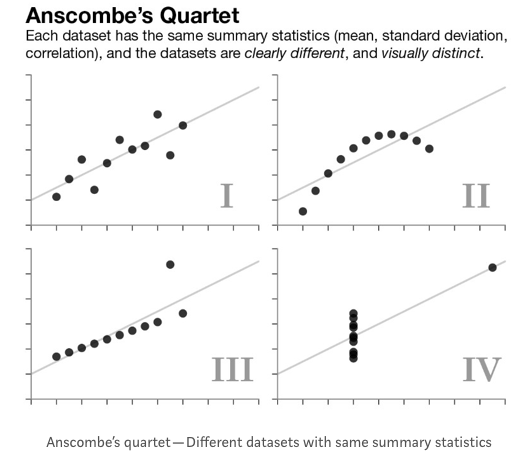 Anscombe's Quartet
Each dataset has the same summary statistics (mean, standard deviation,
correlation), and the datasets are clearly different, and visually distinct.
I
II
III
IV
Anscombe's quartet—Different datasets with same summary statistics